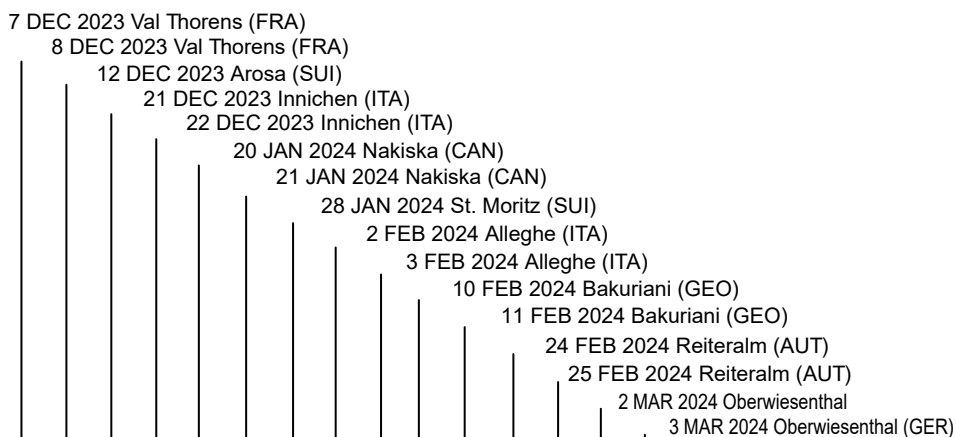 7 DEC 2023 Val Thorens (FRA)
8 DEC 2023 Val Thorens (FRA)
12 DEC 2023 Arosa (SUI)
21 DEC 2023 Innichen (ITA)
22 DEC 2023 Innichen (ITA)
20 JAN 2024 Nakiska (CAN)
21 JAN 2024 Nakiska (CAN)
28 JAN 2024 St. Moritz (SUI)
2 FEB 2024 Alleghe (ITA)
3 FEB 2024 Alleghe (ITA)
10 FEB 2024 Bakuriani (GEO)
11 FEB 2024 Bakuriani (GEO)
24 FEB 2024 Reiteralm (AUT)
25 FEB 2024 Reiteralm (AUT)
2 MAR 2024 Oberwiesenthal
3 MAR 2024 Oberwiesenthal (GER)